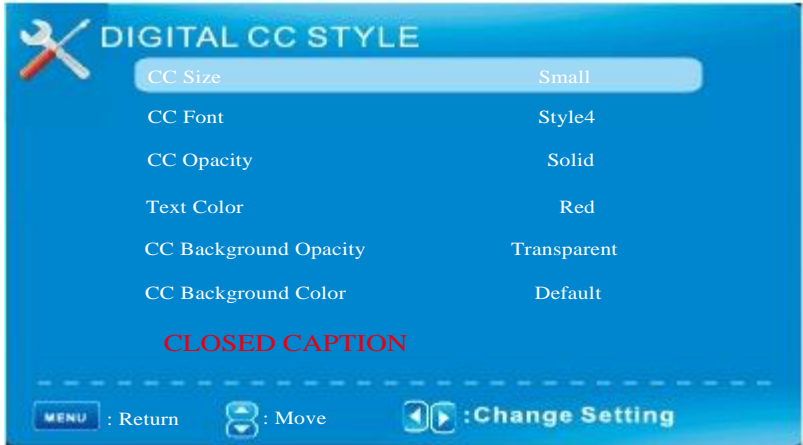 DIGITAL CC STYLE
CC Size Small
CC Font Style4
CC Opacity Solid
Text Color Red
CC Background Opacity Transparent
CC Background Color Default
CLOSED CAPTION
MENU : Return : Move :Change Setting